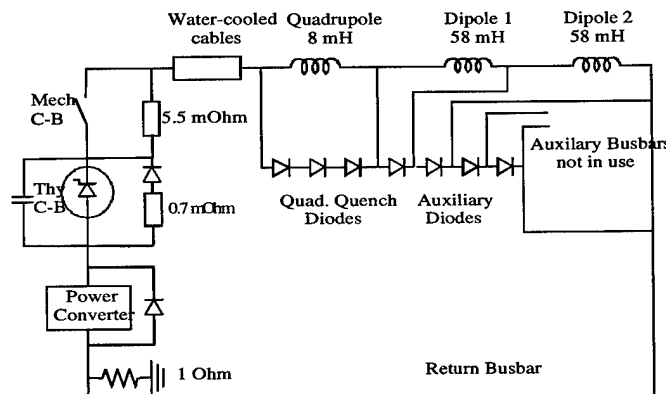 Water-cooled
cables
Quadrupole
8 mH
Dipole 1
58 mH
Dipole 2
58 mH
Mech
C-B
5.5 mOhm
Thy
C-B
0.7 mOhm
Quad. Quench
Diodes
Auxiliary
Diodes
Auxilary Busbars
not in use
Power
Converter
1 Ohm
Return Busbar